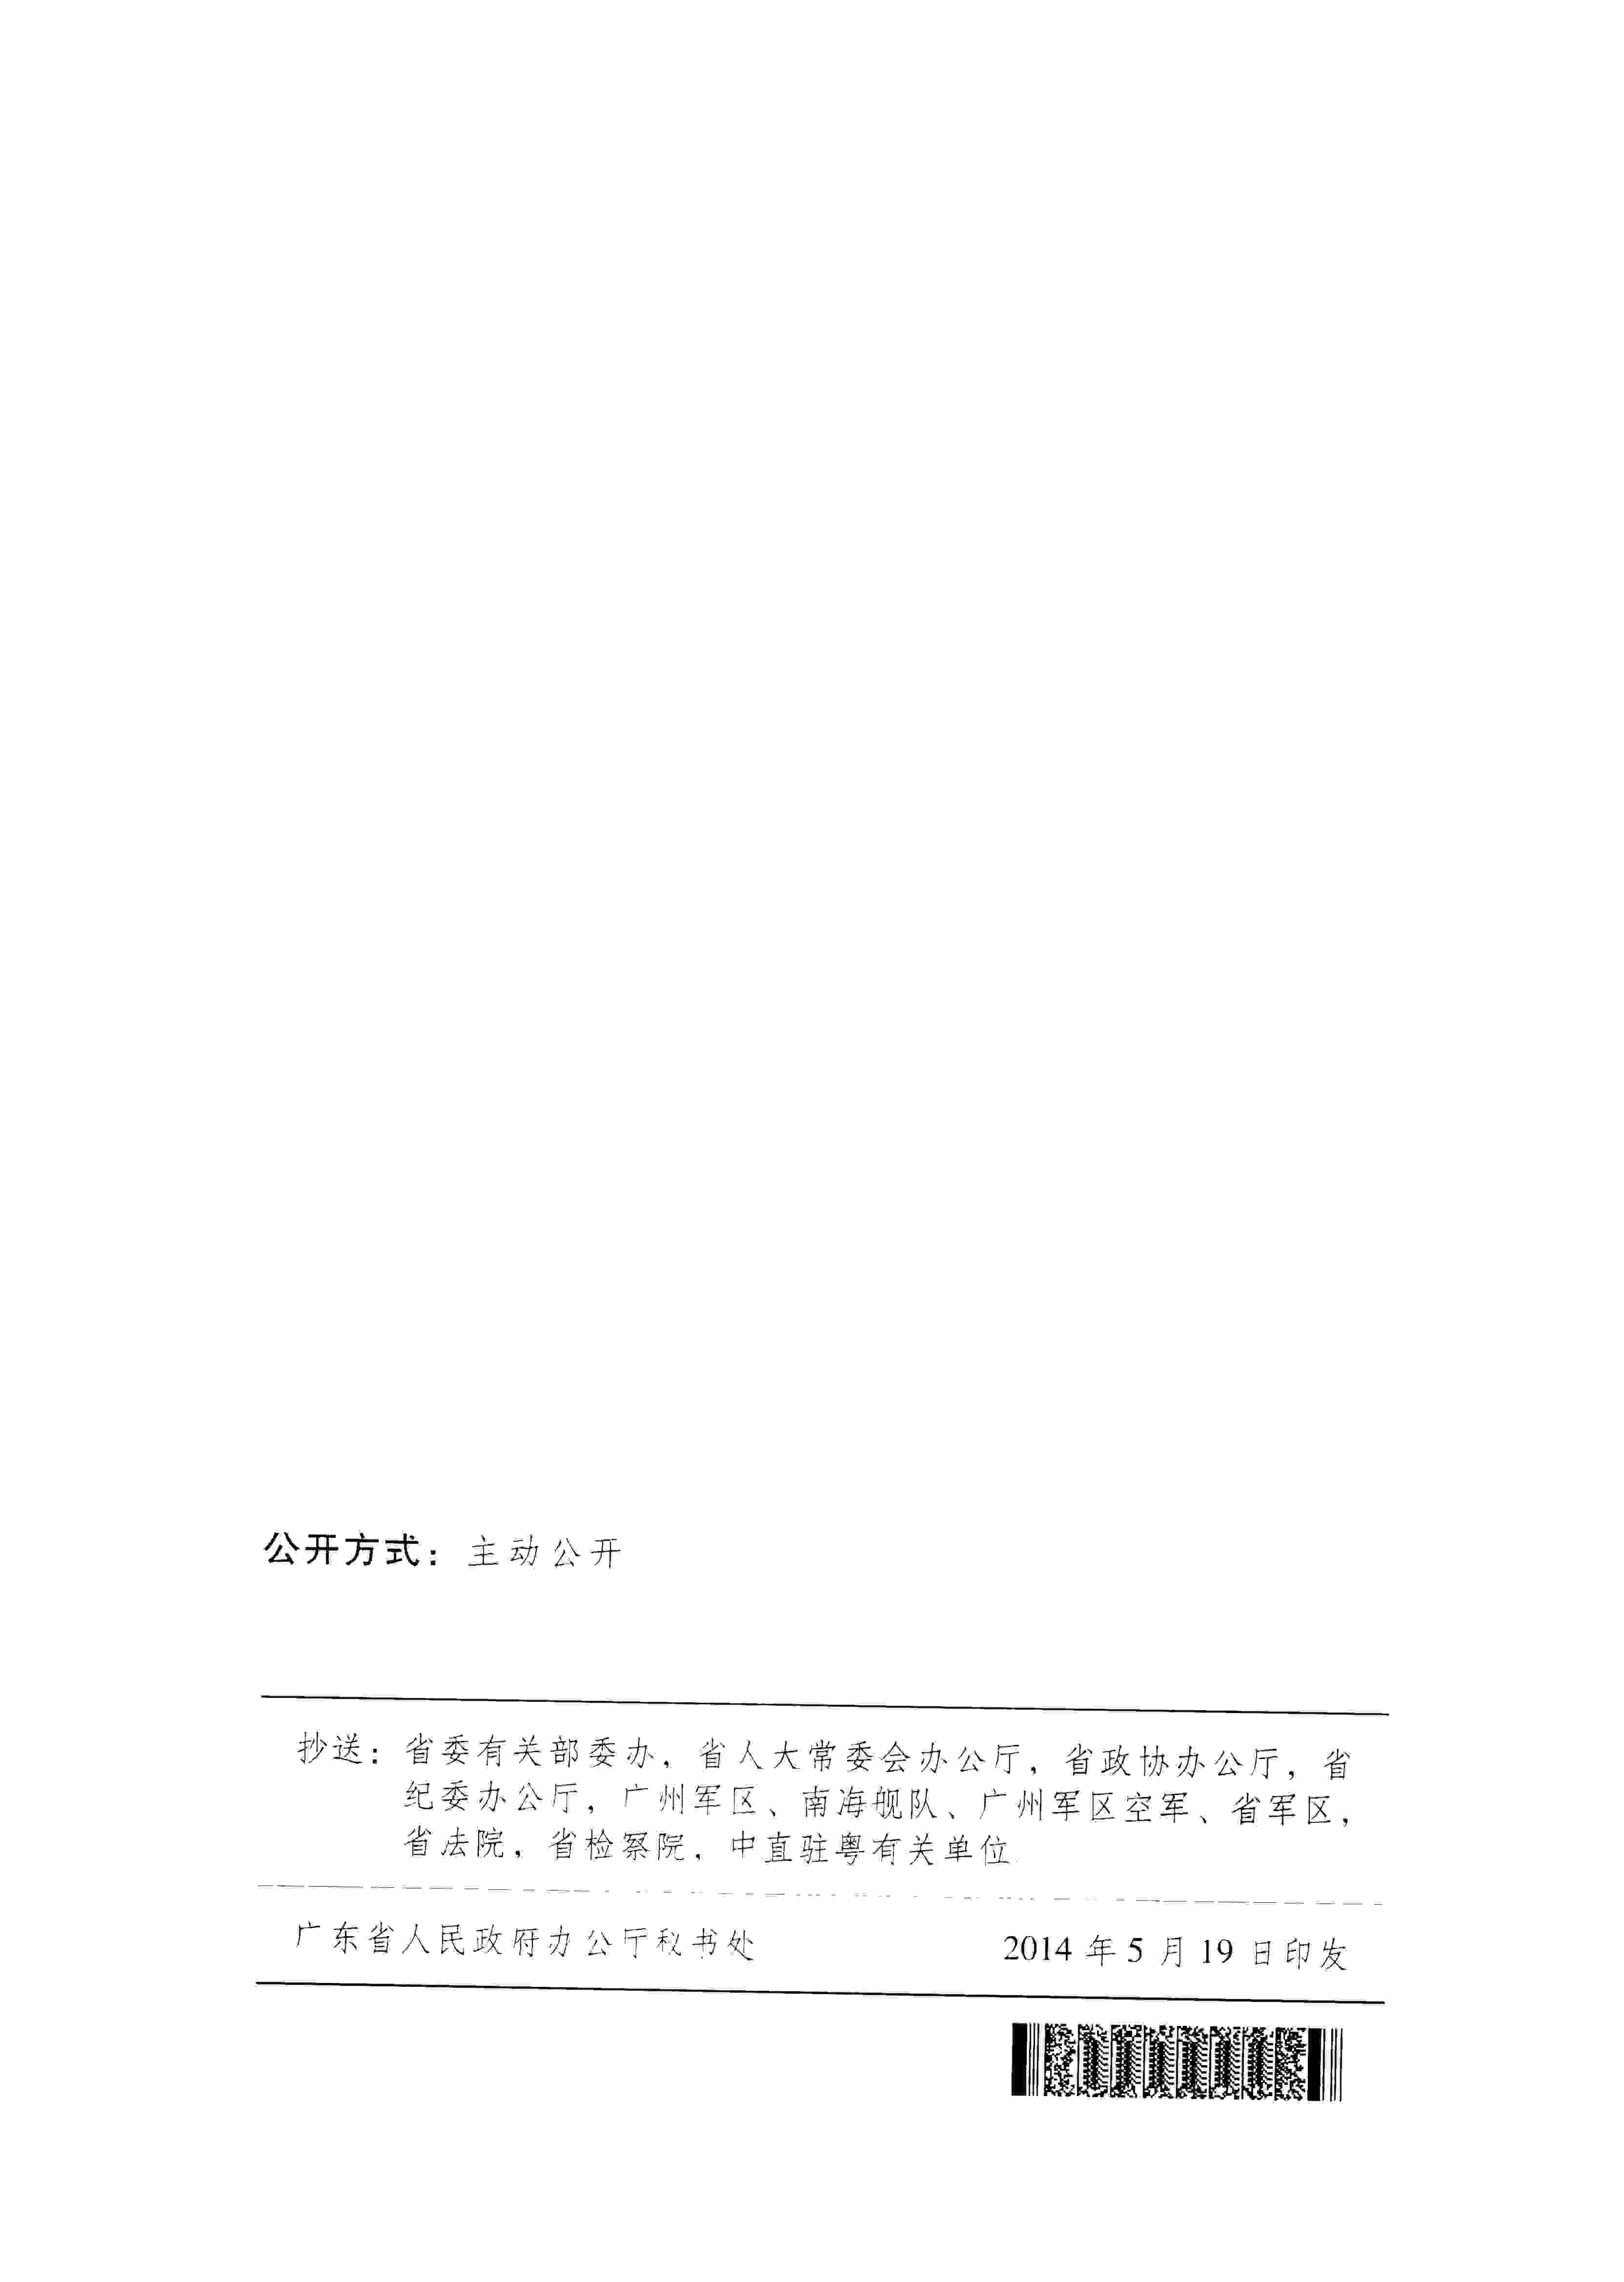 公开方式：主动公开
抄送：省委有关部委办，省人大常委会办公厅，省政协办公厅，省
纪委办公厅，广州军区、南海舰队、广州军区空军、省军区，
省法院，省检察院，中直驻粤有关单位
广东省人民政府办公厅秘书处 2014年5月19日印发